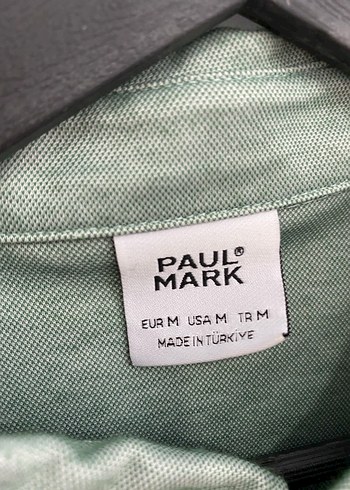 PAUL®
MARK
EUR M USA M TR M
MADE IN TÜRKİYE